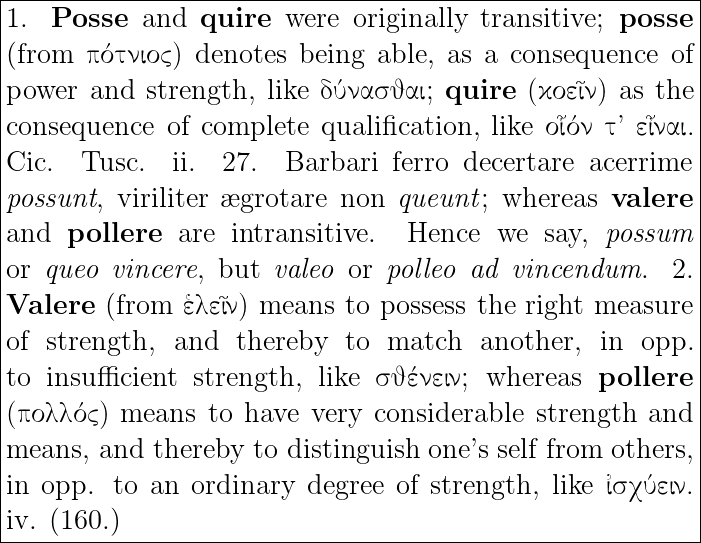 1. Posse and quire were originally transitive; posse
(from πότνιος) denotes being able, as a consequence of
power and strength, like δύνασθαι; quire (κοεῖν) as the
consequence of complete qualification, like οἷόν τ’ εἶναι.
Cic. Tusc. ii. 27. Barbari ferro decertare acerrime
possunt, viriliter ægrotare non queunt; whereas valere
and pollere are intransitive. Hence we say, possum
or queo vincere, but valeo or polleo ad vincendum. 2.
Valere (from ἑλεῖν) means to possess the right measure
of strength, and thereby to match another, in opp.
to insufficient strength, like σθένειν; whereas pollere
(πολλός) means to have very considerable strength and
means, and thereby to distinguish one’s self from others,
in opp. to an ordinary degree of strength, like ἰσχύειν.
iv. (160.)